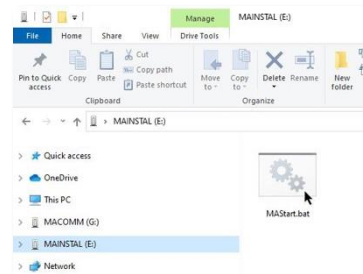 Manage
MAINSTAL (E:)
File
Home
Share
View
Drive Tools
Pin to Quick access
Copy
Paste
Cut
Copy path
Paste shortcut
Move to
Copy to
Delete
Rename
New folder
Clipboard
Organize
MAINSTAL (E:)
Quick access
OneDrive
This PC
MACOMM (G:)
MAINSTAL (E:)
Network
MAStart.bat